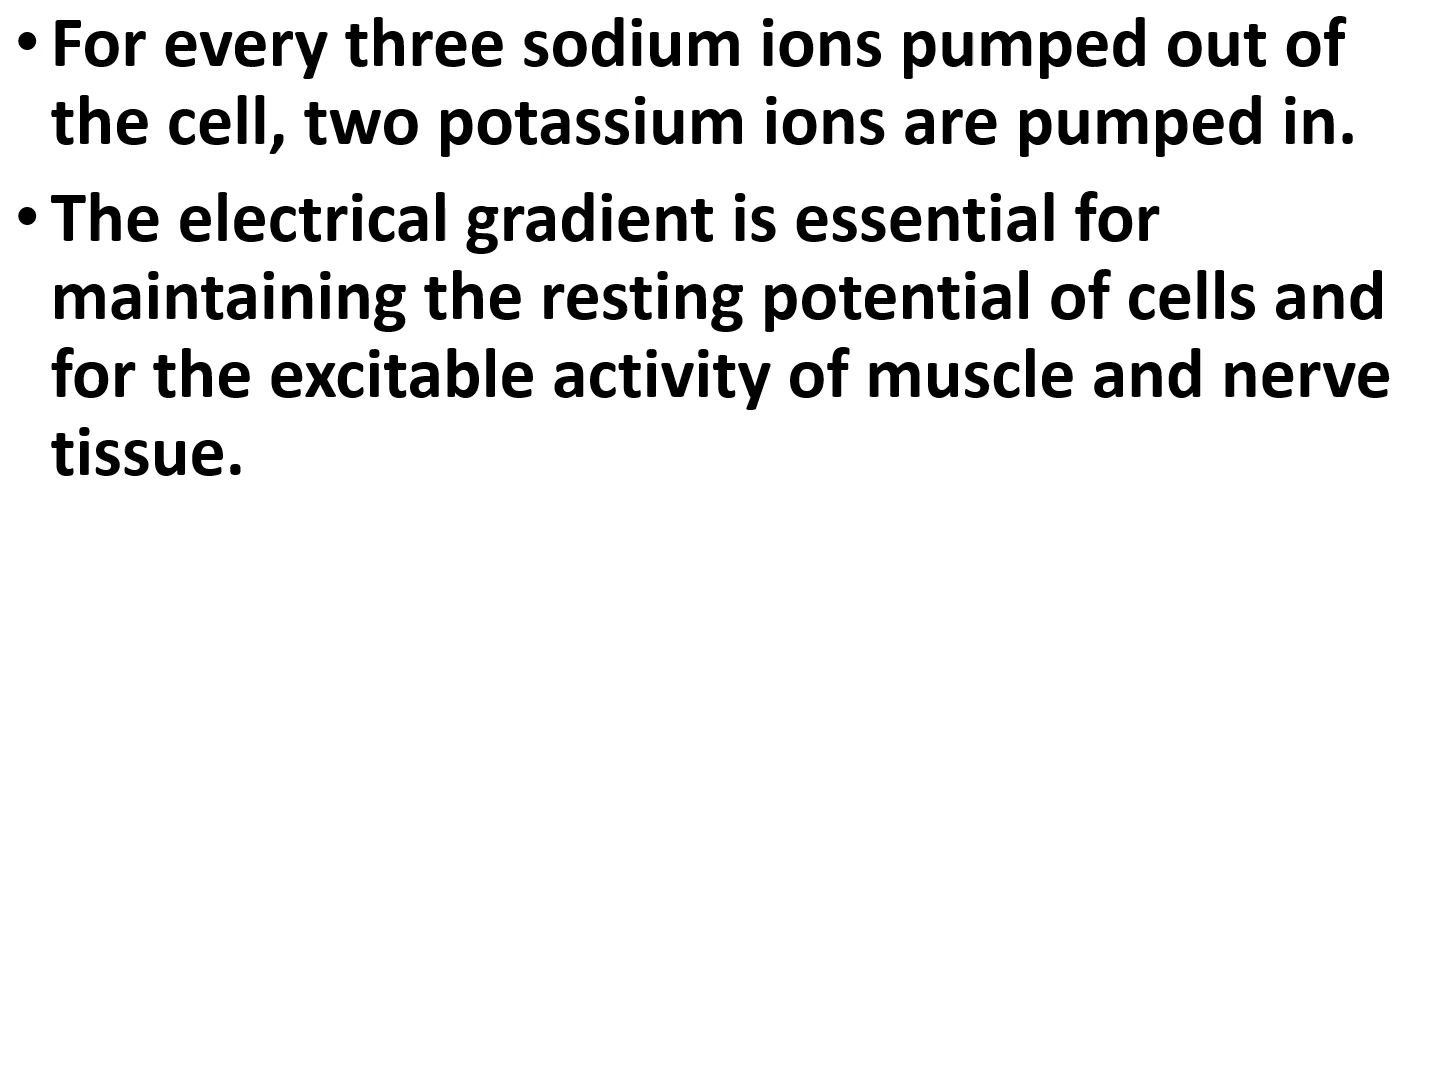 • For every three sodium ions pumped out of
the cell, two potassium ions are pumped in.
• The electrical gradient is essential for
maintaining the resting potential of cells and
for the excitable activity of muscle and nerve
tissue.